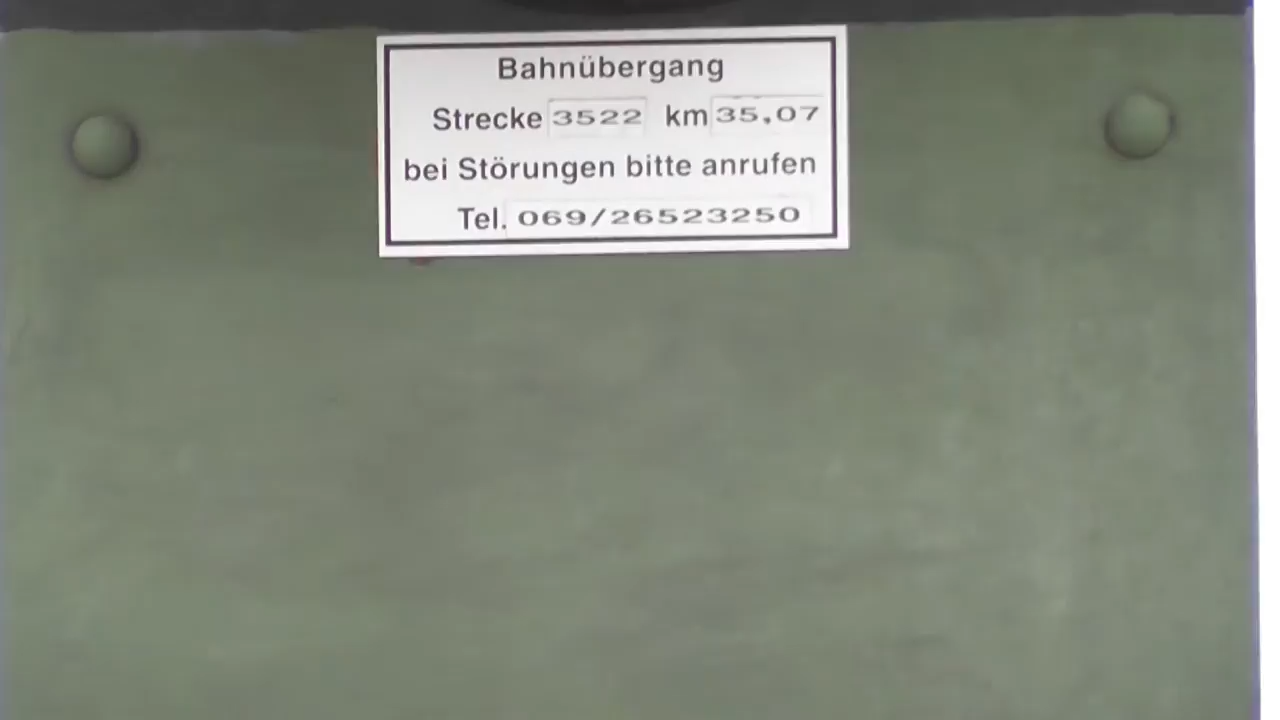 Bahnübergang
Strecke 3522 km 35,07
bei Störungen bitte anrufen
Tel. 069/26523250